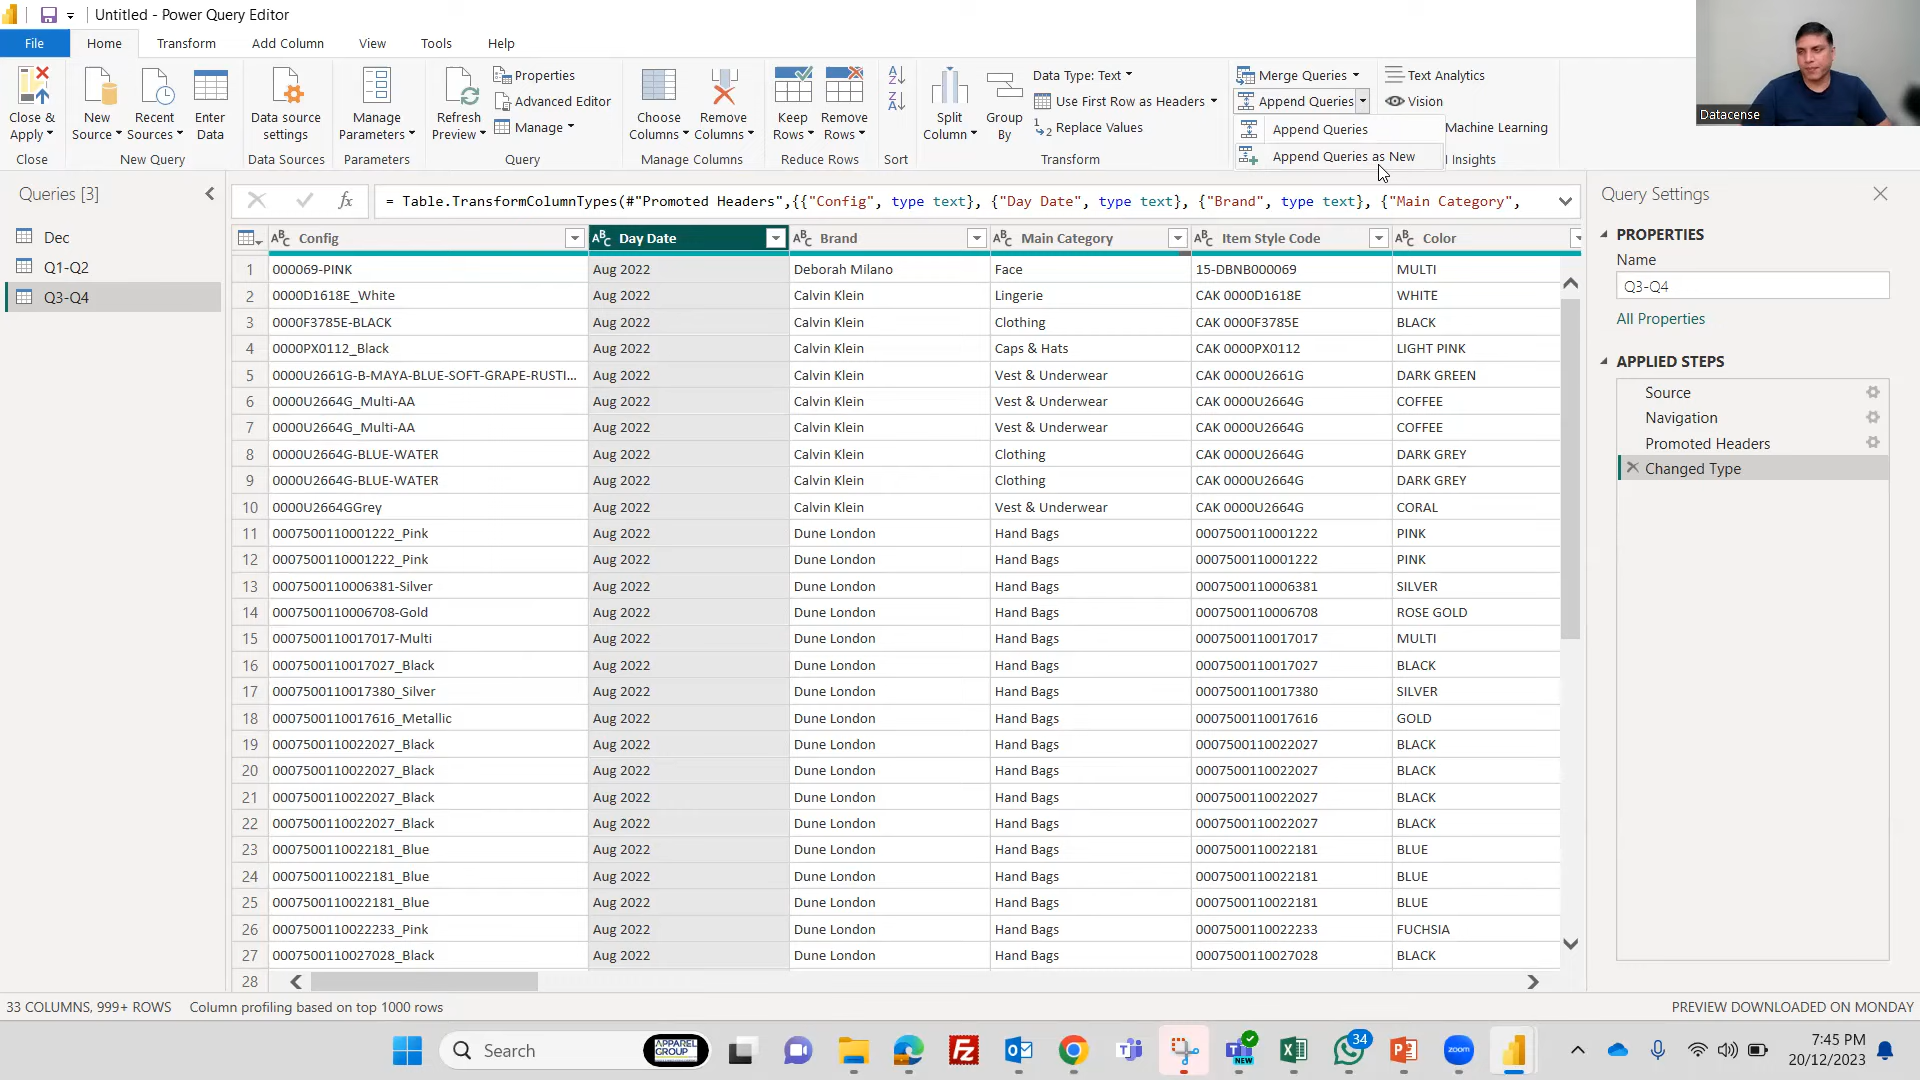 Untitled - Power Query Editor
File Home Transform Add Column View Tools Help
Close & Apply
New Source
Recent Sources
Enter Data
Data source settings
Manage Parameters
Refresh Preview
Properties
Advanced Editor
Manage
Choose Columns
Remove Columns
Keep Rows
Remove Rows
Split Column
Group By
Data Type: Text
Use First Row as Headers
Replace Values
Merge Queries
Append Queries
Append Queries
Append Queries as New
Text Analytics
Vision
Machine Learning
Close New Query Data Sources Parameters Query Manage Columns Reduce Rows Sort Transform Insights
Datacense
Queries [3]
Dec
Q1-Q2
Q3-Q4
= Table.TransformColumnTypes(#"Promoted Headers",{{"Config", type text}, {"Day Date", type text}, {"Brand", type text}, {"Main Category",
Config Day Date Brand Main Category Item Style Code Color
1 000069-PINK Aug 2022 Deborah Milano Face 15-DBNB000069 MULTI
2 0000D1618E_White Aug 2022 Calvin Klein Lingerie CAK 0000D1618E WHITE
3 0000F3785E-BLACK Aug 2022 Calvin Klein Clothing CAK 0000F3785E BLACK
4 0000PX0112_Black Aug 2022 Calvin Klein Caps & Hats CAK 0000PX0112 LIGHT PINK
5 0000U2661G-B-MAYA-BLUE-SOFT-GRAPE-RUSTI... Aug 2022 Calvin Klein Vest & Underwear CAK 0000U2661G DARK GREEN
6 0000U2664G_Multi-AA Aug 2022 Calvin Klein Vest & Underwear CAK 0000U2664G COFFEE
7 0000U2664G_Multi-AA Aug 2022 Calvin Klein Vest & Underwear CAK 0000U2664G COFFEE
8 0000U2664G-BLUE-WATER Aug 2022 Calvin Klein Clothing CAK 0000U2664G DARK GREY
9 0000U2664G-BLUE-WATER Aug 2022 Calvin Klein Clothing CAK 0000U2664G DARK GREY
10 0000U2664GGrey Aug 2022 Calvin Klein Vest & Underwear CAK 0000U2664G CORAL
11 0007500110001222_Pink Aug 2022 Dune London Hand Bags 0007500110001222 PINK
12 0007500110001222_Pink Aug 2022 Dune London Hand Bags 0007500110001222 PINK
13 0007500110006381-Silver Aug 2022 Dune London Hand Bags 0007500110006381 SILVER
14 0007500110006708-Gold Aug 2022 Dune London Hand Bags 0007500110006708 ROSE GOLD
15 0007500110017017-Multi Aug 2022 Dune London Hand Bags 0007500110017017 MULTI
16 0007500110017027_Black Aug 2022 Dune London Hand Bags 0007500110017027 BLACK
17 0007500110017380_Silver Aug 2022 Dune London Hand Bags 0007500110017380 SILVER
18 0007500110017616_Metallic Aug 2022 Dune London Hand Bags 0007500110017616 GOLD
19 0007500110022027_Black Aug 2022 Dune London Hand Bags 0007500110022027 BLACK
20 0007500110022027_Black Aug 2022 Dune London Hand Bags 0007500110022027 BLACK
21 0007500110022027_Black Aug 2022 Dune London Hand Bags 0007500110022027 BLACK
22 0007500110022027_Black Aug 2022 Dune London Hand Bags 0007500110022027 BLACK
23 0007500110022181_Blue Aug 2022 Dune London Hand Bags 0007500110022181 BLUE
24 0007500110022181_Blue Aug 2022 Dune London Hand Bags 0007500110022181 BLUE
25 0007500110022181_Blue Aug 2022 Dune London Hand Bags 0007500110022181 BLUE
26 0007500110022233_Pink Aug 2022 Dune London Hand Bags 0007500110022233 FUCHSIA
27 0007500110027028_Black Aug 2022 Dune London Hand Bags 0007500110027028 BLACK
28
Query Settings
PROPERTIES
Name
Q3-Q4
All Properties
APPLIED STEPS
Source
Navigation
Promoted Headers
Changed Type
33 COLUMNS, 999+ ROWS Column profiling based on top 1000 rows PREVIEW DOWNLOADED ON MONDAY
Search
APPAREL GROUP
NEW
34
zoom
7:45 PM
20/12/2023